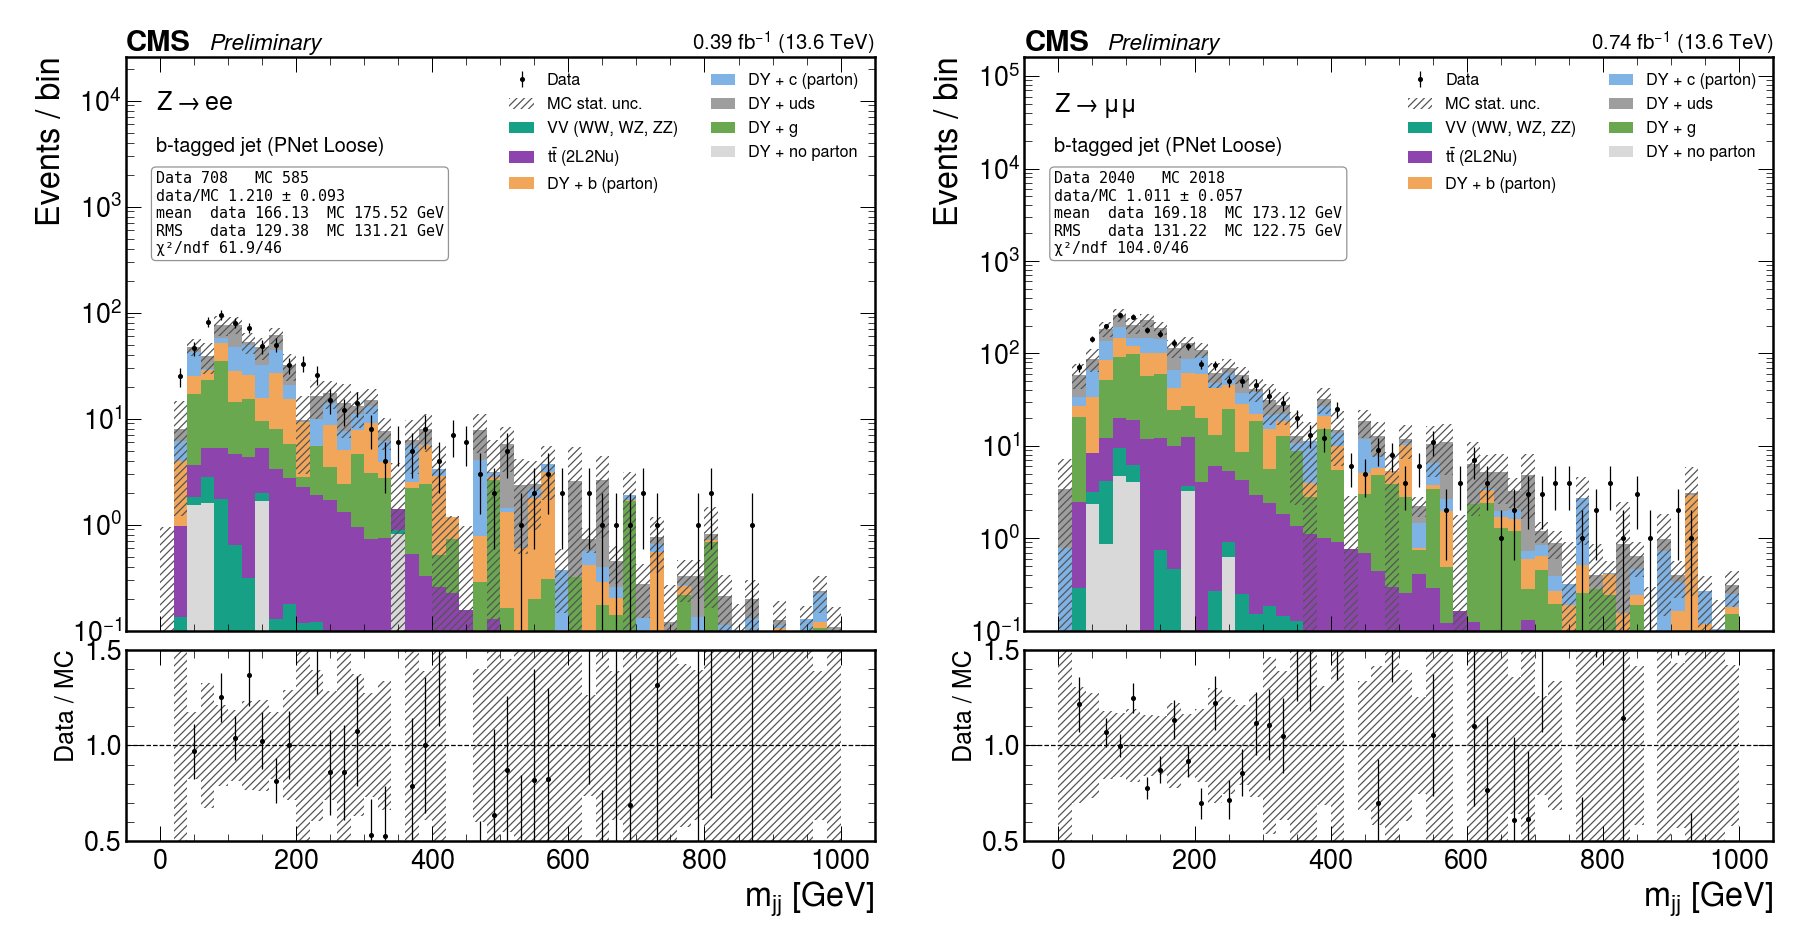 CMS Preliminary 0.39 fb⁻¹ (13.6 TeV)
Events / bin
10⁴
10³
10²
10¹
10⁰
10⁻¹
Z → ee
b-tagged jet (PNet Loose)
Data 708 MC 585
data/MC 1.210 ± 0.093
mean data 166.13 MC 175.52 GeV
RMS data 129.38 MC 131.21 GeV
χ²/ndf 61.9/46
Data
MC stat. unc.
VV (WW, WZ, ZZ)
tt̄ (2L2Nu)
DY + b (parton)
DY + c (parton)
DY + uds
DY + g
DY + no parton
Data / MC
1.5
1.0
0.5
0 200 400 600 800 1000
m_jj [GeV]
CMS Preliminary 0.74 fb⁻¹ (13.6 TeV)
Events / bin
10⁵
10⁴
10³
10²
10¹
10⁰
10⁻¹
Z → µµ
b-tagged jet (PNet Loose)
Data 2040 MC 2018
data/MC 1.011 ± 0.057
mean data 169.18 MC 173.12 GeV
RMS data 131.22 MC 122.75 GeV
χ²/ndf 104.0/46
Data
MC stat. unc.
VV (WW, WZ, ZZ)
tt̄ (2L2Nu)
DY + b (parton)
DY + c (parton)
DY + uds
DY + g
DY + no parton
Data / MC
1.5
1.0
0.5
0 200 400 600 800 1000
m_jj [GeV]